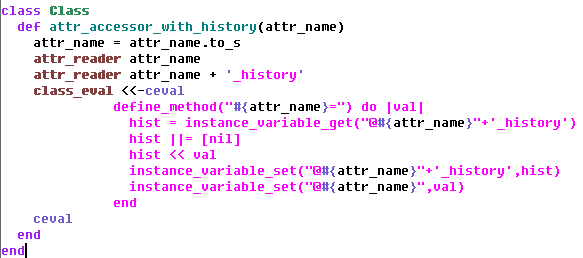 class Class
  def attr_accessor_with_history(attr_name)
    attr_name = attr_name.to_s
    attr_reader attr_name
    attr_reader attr_name + '_history'
    class_eval <<-ceval
              define_method("#{attr_name}=") do |val|
                hist = instance_variable_get("@#{attr_name}"+'_history')
                hist ||= [nil]
                hist << val
                instance_variable_set("@#{attr_name}"+'_history',hist)
                instance_variable_set("@#{attr_name}",val)
              end
    ceval
  end
end